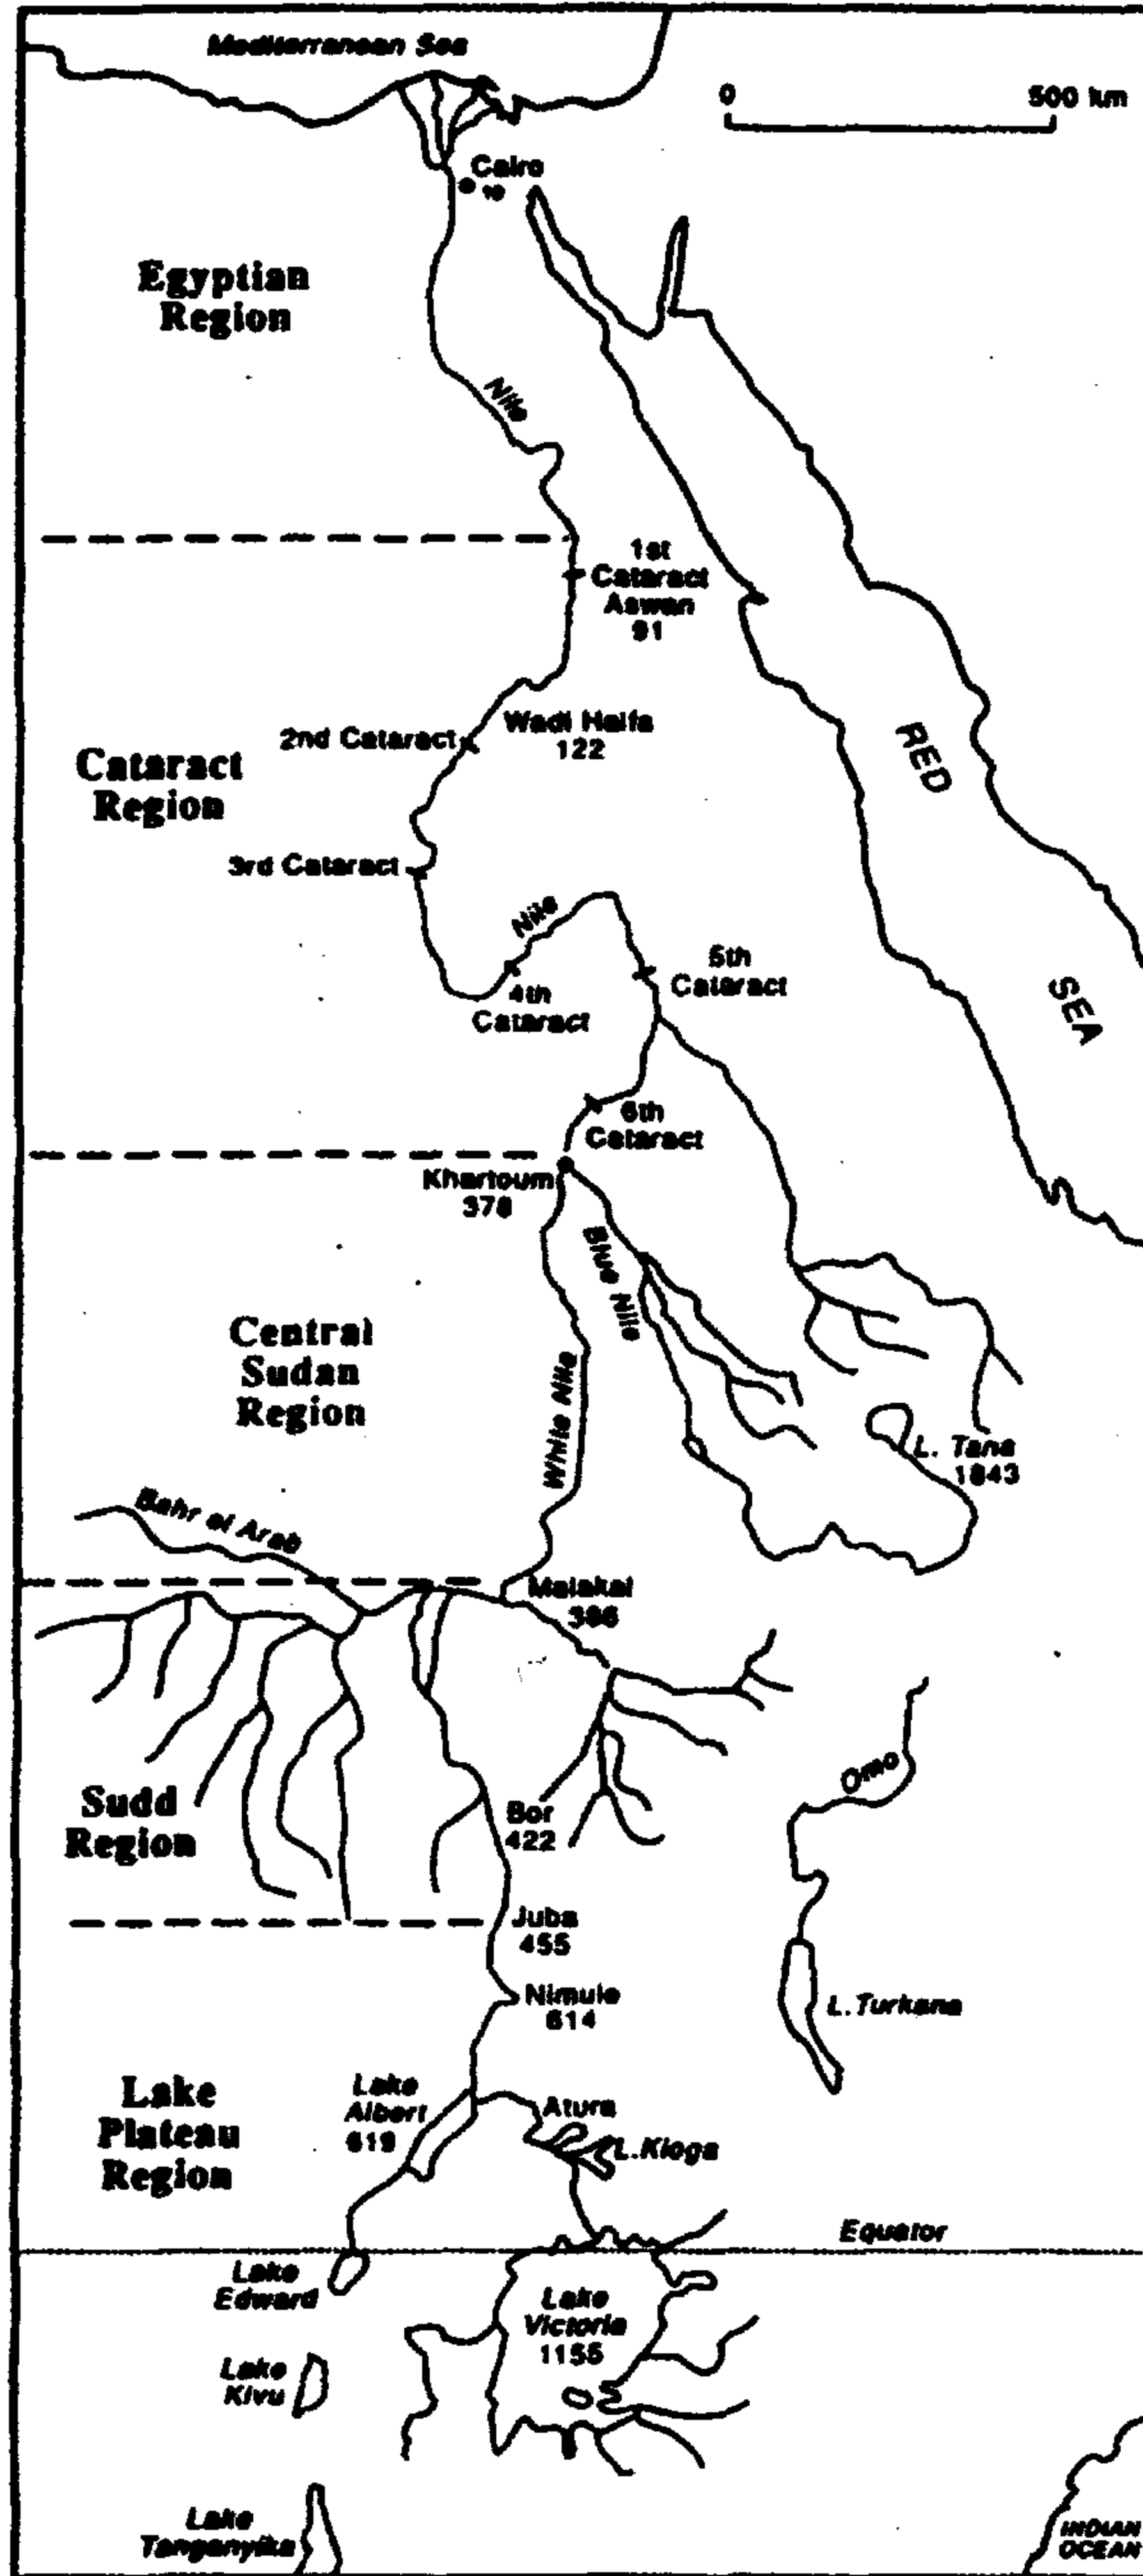 Mediterranean Sea
0 500 km
Cairo
Egyptian
Region
Nile
1st
Cataract
Aswan
91
Wadi Halfa
122
2nd Cataract
Cataract
Region
RED
3rd Cataract
Nile
5th
Cataract
4th
Cataract
SEA
6th
Cataract
Khartoum
378
Blue Nile
Central
Sudan
Region
White Nile
L. Tana
1843
Bahr el Arab
Malakal
386
Omo
Sudd
Region
Bor
422
Juba
455
Nimule
614
L. Turkana
Lake
Albert
619
Lake
Plateau
Region
Atura
L. Kioga
Equator
Lake
Edward
Lake
Victoria
1155
Lake
Kivu
Lake
Tanganyika
INDIAN
OCEAN